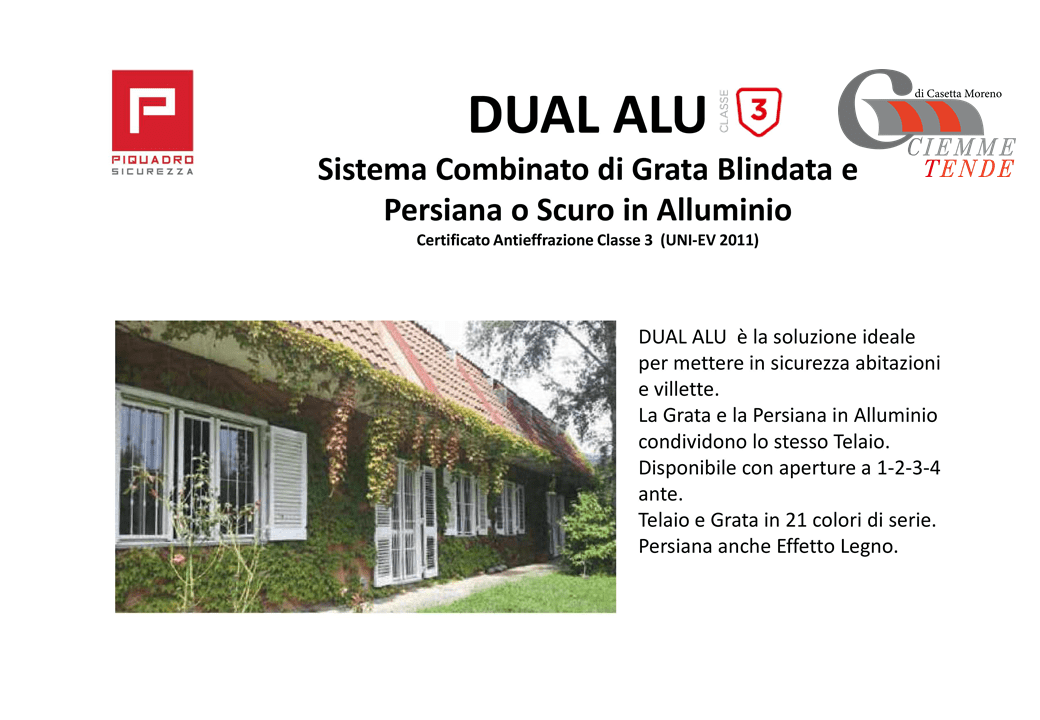 PIQUADRO
SICUREZZA
DUAL ALU
CLASSE
3
di Casetta Moreno
CIEMME
TENDE
Sistema Combinato di Grata Blindata e
Persiana o Scuro in Alluminio
Certificato Antieffrazione Classe 3 (UNI-EV 2011)
DUAL ALU è la soluzione ideale
per mettere in sicurezza abitazioni
e villette.
La Grata e la Persiana in Alluminio
condividono lo stesso Telaio.
Disponibile con aperture a 1-2-3-4
ante.
Telaio e Grata in 21 colori di serie.
Persiana anche Effetto Legno.